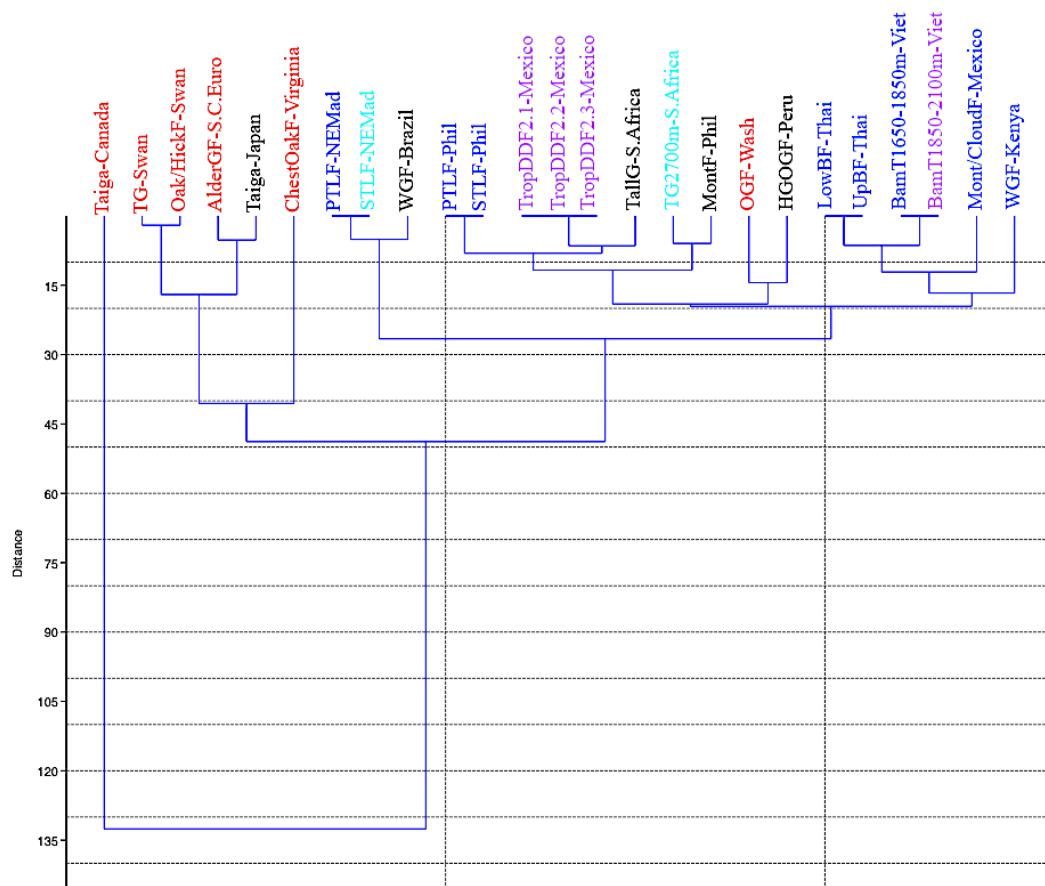 Taiga-Canada
TG-Swan
Oak/HickF-Swan
AlderGF-S.C.Euro
Taiga-Japan
ChestOakF-Virginia
PTLF-NEMad
STLF-NEMad
WGF-Brazil
PTLF-Phil
STLF-Phil
TropDDF2.1-Mexico
TropDDF2.2-Mexico
TropDDF2.3-Mexico
TallG-S.Africa
TG2700m-S.Africa
MontF-Phil
OGF-Wash
HGOGF-Peru
LowBF-Thai
UpBF-Thai
BamT1650-1850m-Viet
BamT1850-2100m-Viet
Mont/CloudF-Mexico
WGF-Kenya
15
30
45
60
75
90
105
120
135
Distance